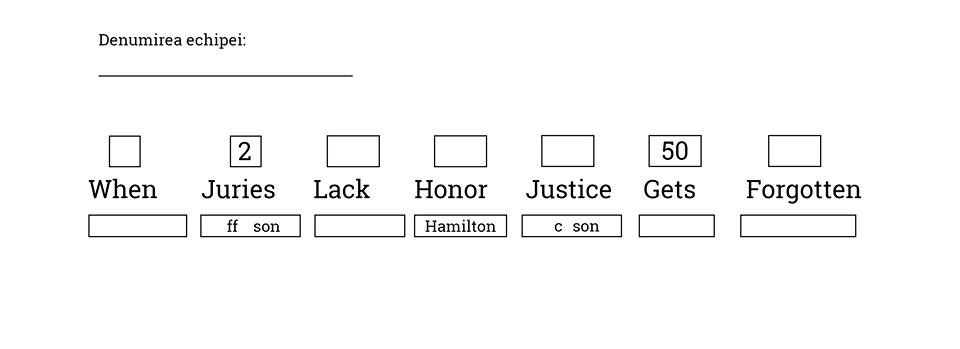 Denumirea echipei:
2 50
When Juries Lack Honor Justice Gets Forgotten
ff son Hamilton c son